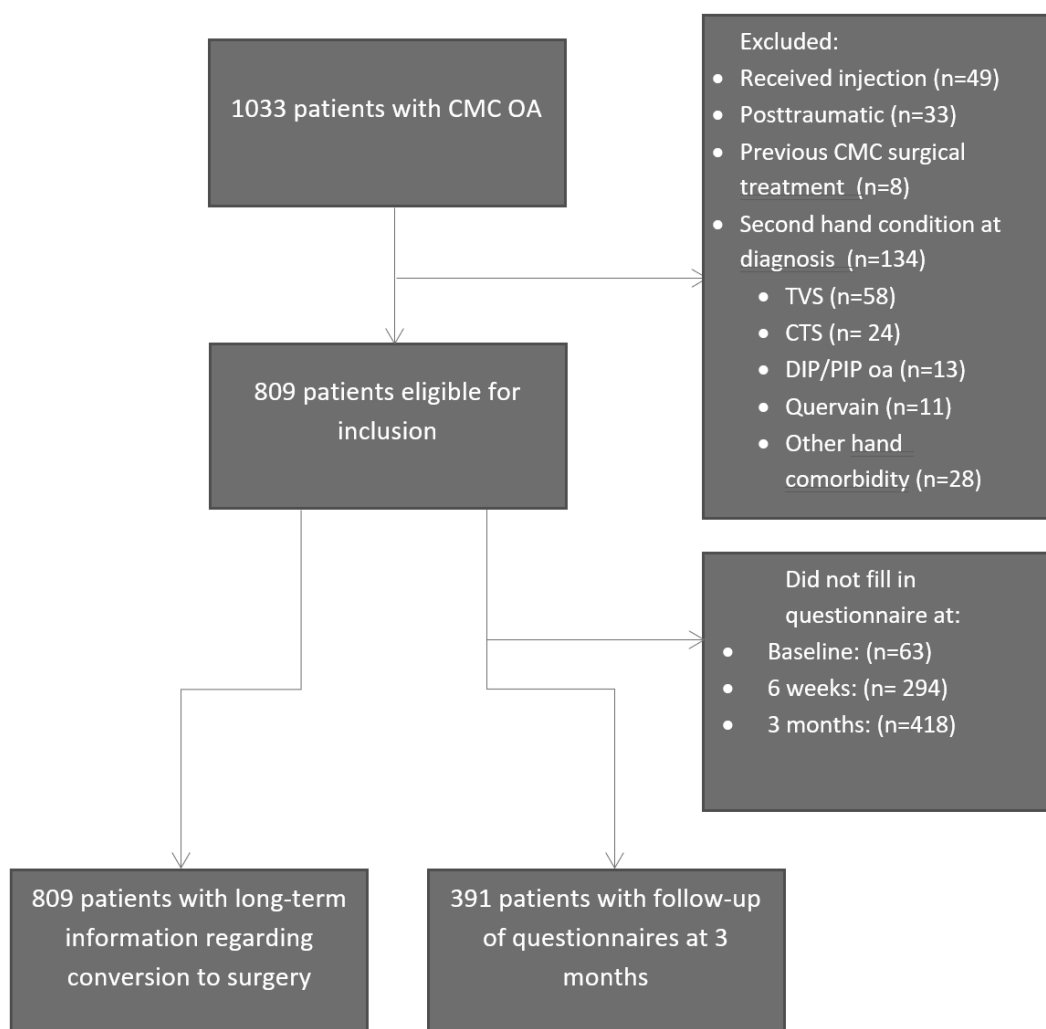 1033 patients with CMC OA
Excluded:
• Received injection (n=49)
• Posttraumatic (n=33)
• Previous CMC surgical
treatment (n=8)
• Second hand condition at
diagnosis (n=134)
• TVS (n=58)
• CTS (n= 24)
• DIP/PIP oa (n=13)
• Quervain (n=11)
• Other hand
comorbidity (n=28)
809 patients eligible for
inclusion
Did not fill in
questionnaire at:
• Baseline: (n=63)
• 6 weeks: (n= 294)
• 3 months: (n=418)
809 patients with long-term
information regarding
conversion to surgery
391 patients with follow-up
of questionnaires at 3
months